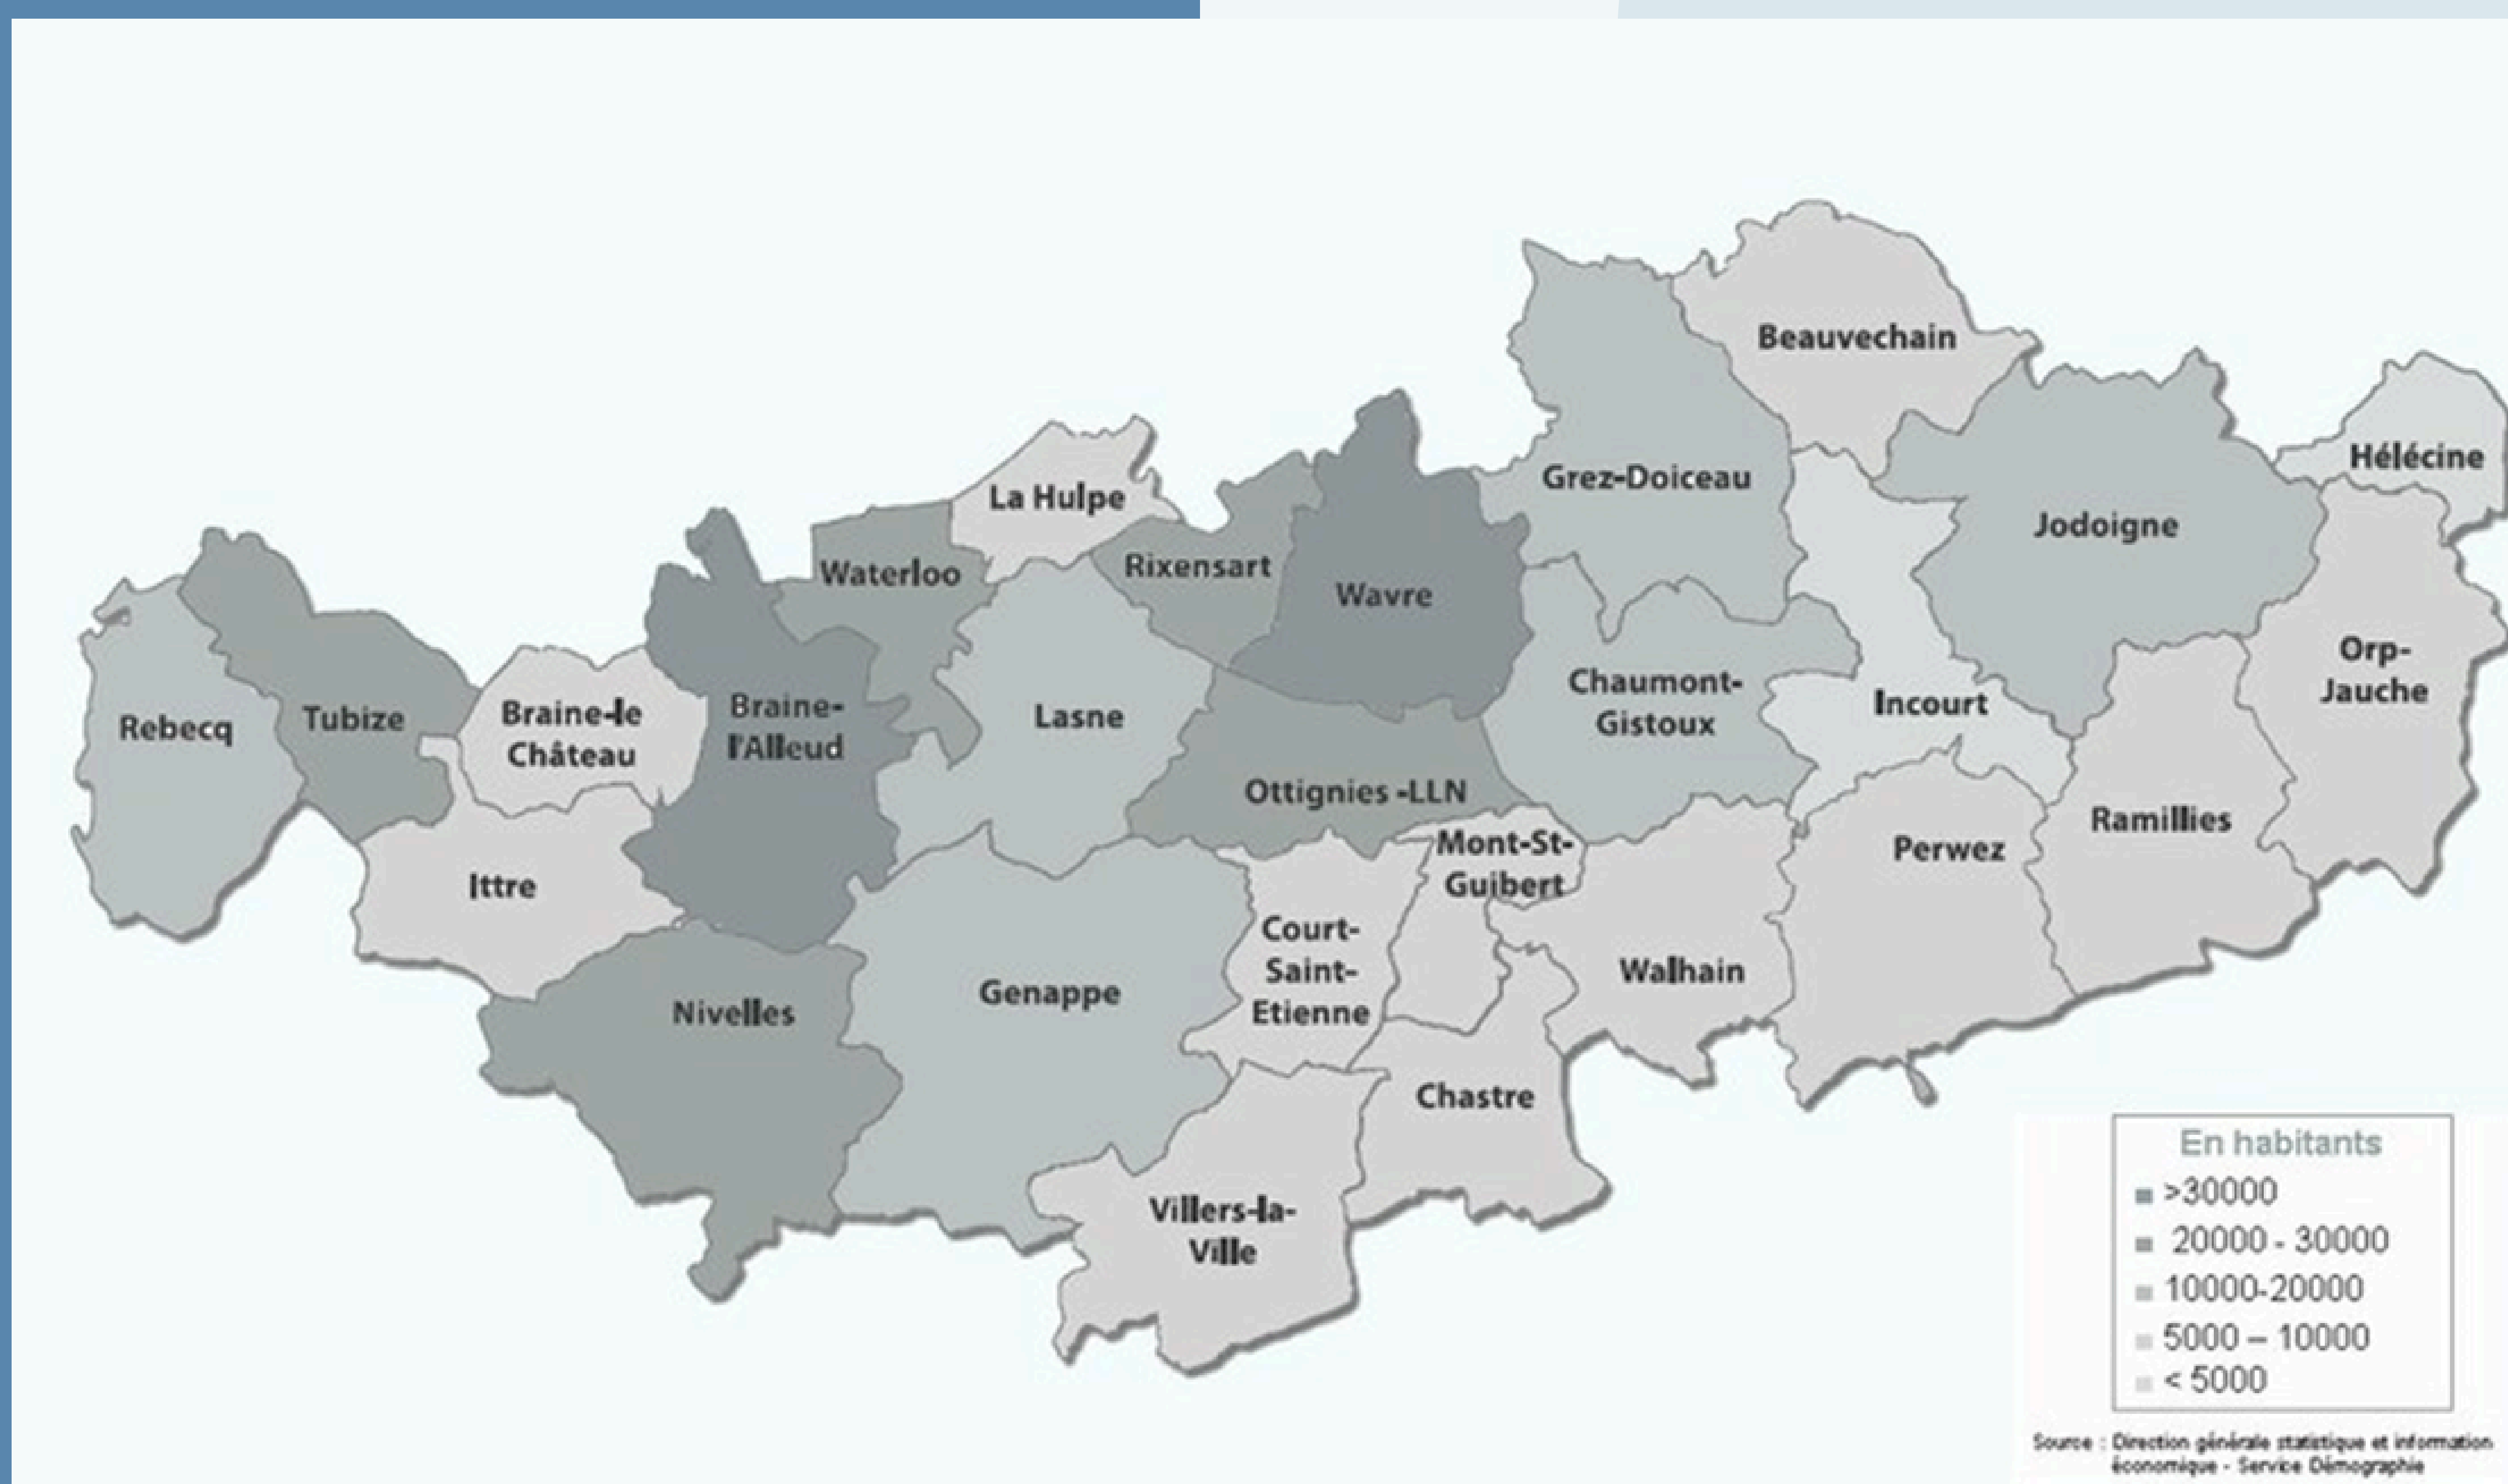 Beauvechain
Hélécine
Grez-Doiceau
La Hulpe
Jodoigne
Waterloo
Rixensart
Wavre
Orp-
Jauche
Chaumont-
Gistoux
Incourt
Rebecq
Tubize
Braine-le
Château
Braine-
l'Alleud
Lasne
Ottignies -LLN
Ramillies
Mont-St-
Guibert
Perwez
Ittre
Court-
Saint-
Etienne
Walhain
Genappe
Nivelles
Chastre
Villers-la-
Ville
En habitants
>30000
20000 - 30000
10000-20000
5000 – 10000
< 5000
Source : Direction générale statistique et information
économique - Service Démographie